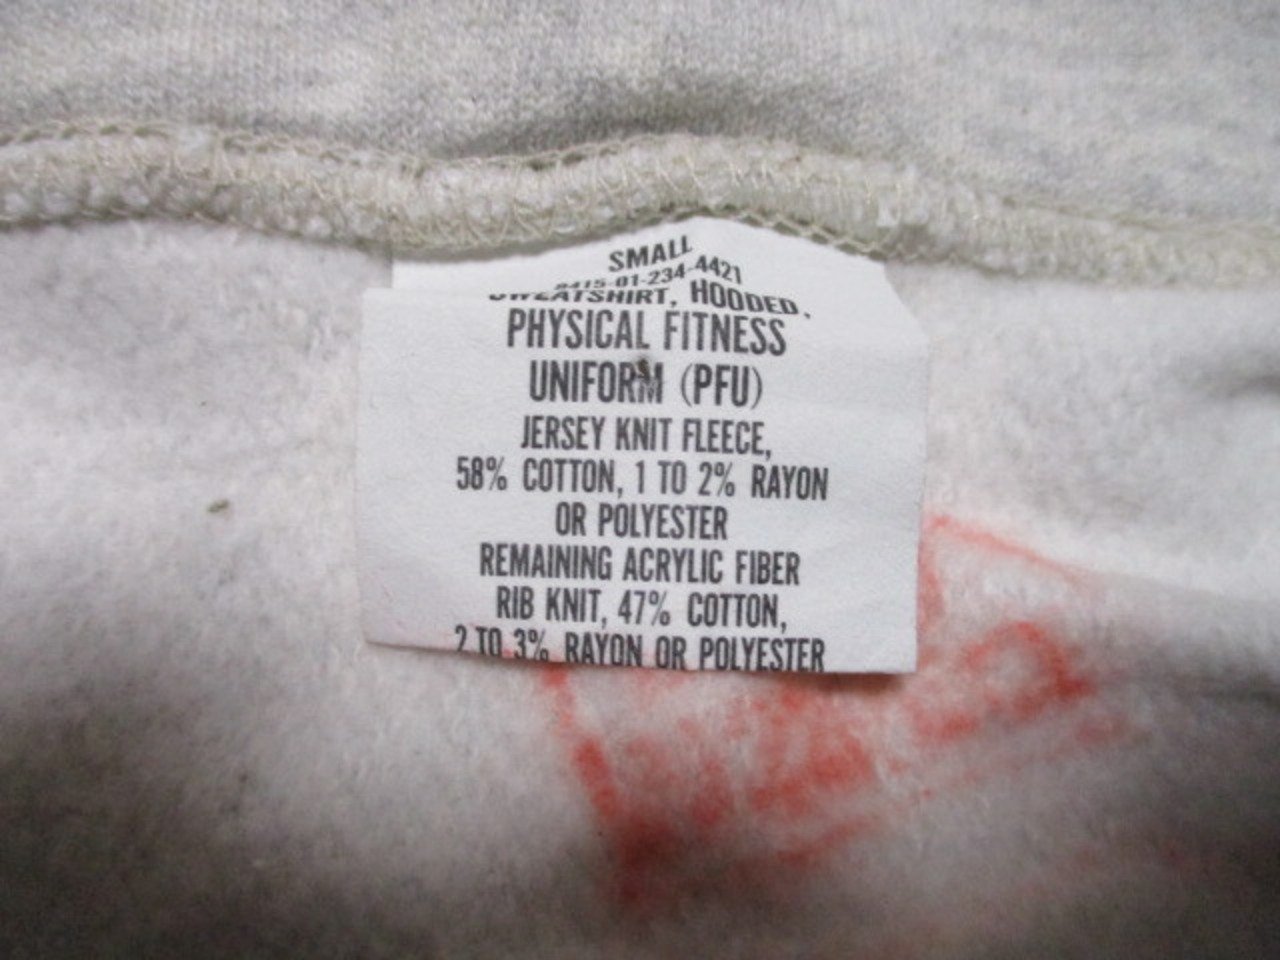 SMALL
8415-01-234-4421
SWEATSHIRT, HOODED,
PHYSICAL FITNESS
UNIFORM (PFU)
JERSEY KNIT FLEECE,
58% COTTON, 1 TO 2% RAYON
OR POLYESTER
REMAINING ACRYLIC FIBER
RIB KNIT, 47% COTTON,
2 TO 3% RAYON OR POLYESTER